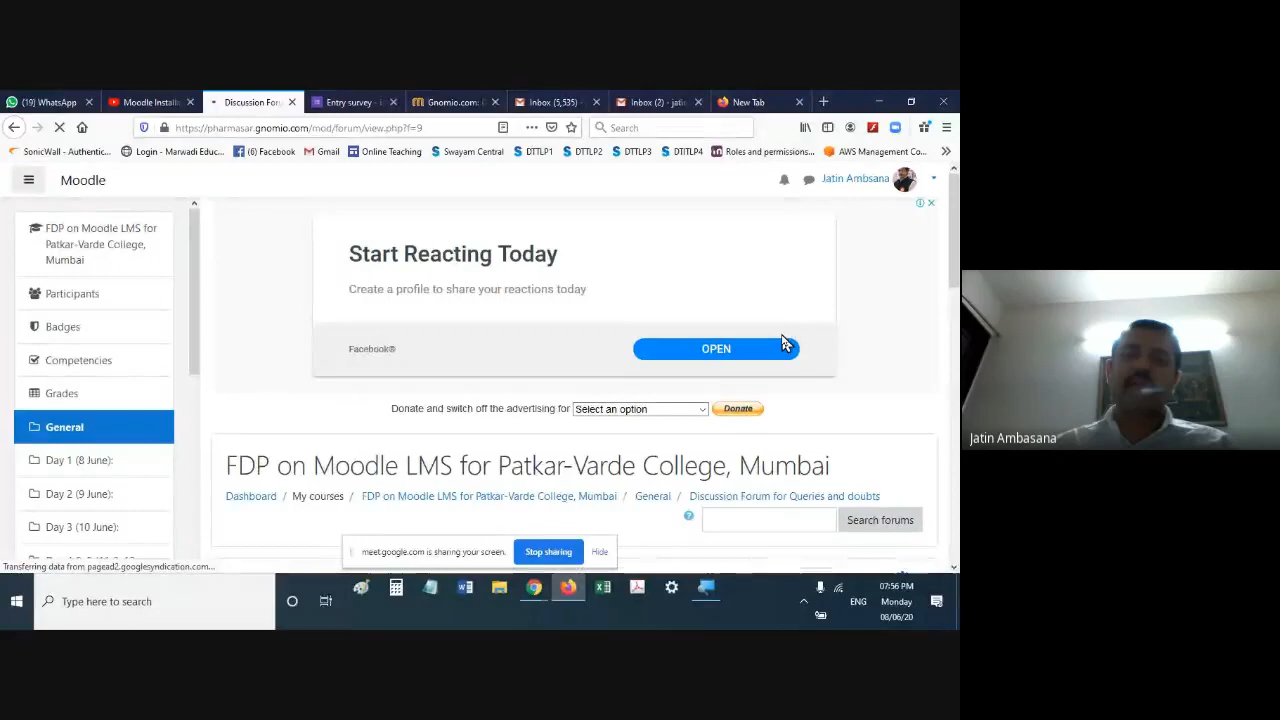 (19) WhatsApp
Moodle Install
Discussion For
Entry survey -
Gnomio.com:
Inbox (5,535) -
Inbox (2) - jatin
New Tab
https://pharmasar.gnomio.com/mod/forum/view.php?f=9
Search
SonicWall - Authentic...
Login - Marwadi Educ...
(6) Facebook
Gmail
Online Teaching
Swayam Central
DTTLP1
DTTLP2
DTTLP3
DTITLP4
Roles and permissions...
AWS Management Co...
Moodle
Jatin Ambsana
FDP on Moodle LMS for
Patkar-Varde College,
Mumbai
Participants
Badges
Competencies
Grades
General
Day 1 (8 June):
Day 2 (9 June):
Day 3 (10 June):
Start Reacting Today
Create a profile to share your reactions today
Facebook®
OPEN
Donate and switch off the advertising for
Select an option
Donate
FDP on Moodle LMS for Patkar-Varde College, Mumbai
Dashboard / My courses / FDP on Moodle LMS for Patkar-Varde College, Mumbai / General / Discussion Forum for Queries and doubts
Search forums
meet.google.com is sharing your screen.
Stop sharing
Hide
Transferring data from pagead2.googlesyndication.com...
Type here to search
ENG
07:56 PM
Monday
08/06/20
Jatin Ambasana